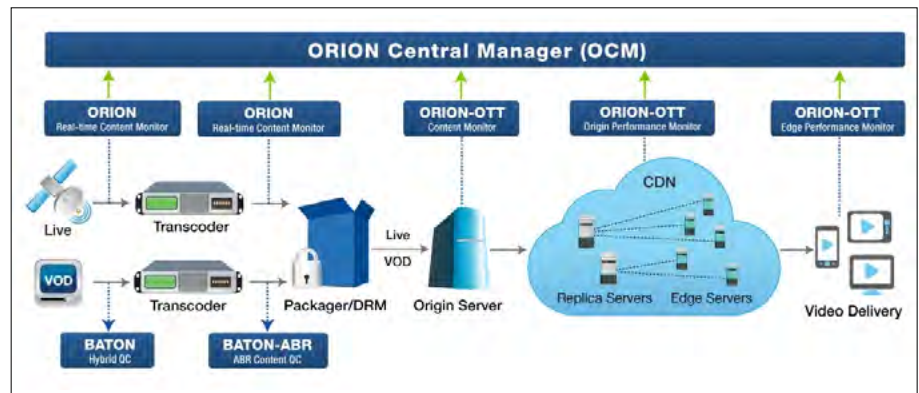 ORION Central Manager (OCM)
ORION
Real-time Content Monitor
ORION
Real-time Content Monitor
ORION-OTT
Content Monitor
ORION-OTT
Origin Performance Monitor
ORION-OTT
Edge Performance Monitor
Live
Transcoder
VOD
Transcoder
Packager/DRM
Live
VOD
Origin Server
CDN
Replica Servers
Edge Servers
Video Delivery
BATON
Hybrid QC
BATON-ABR
ABR Content QC